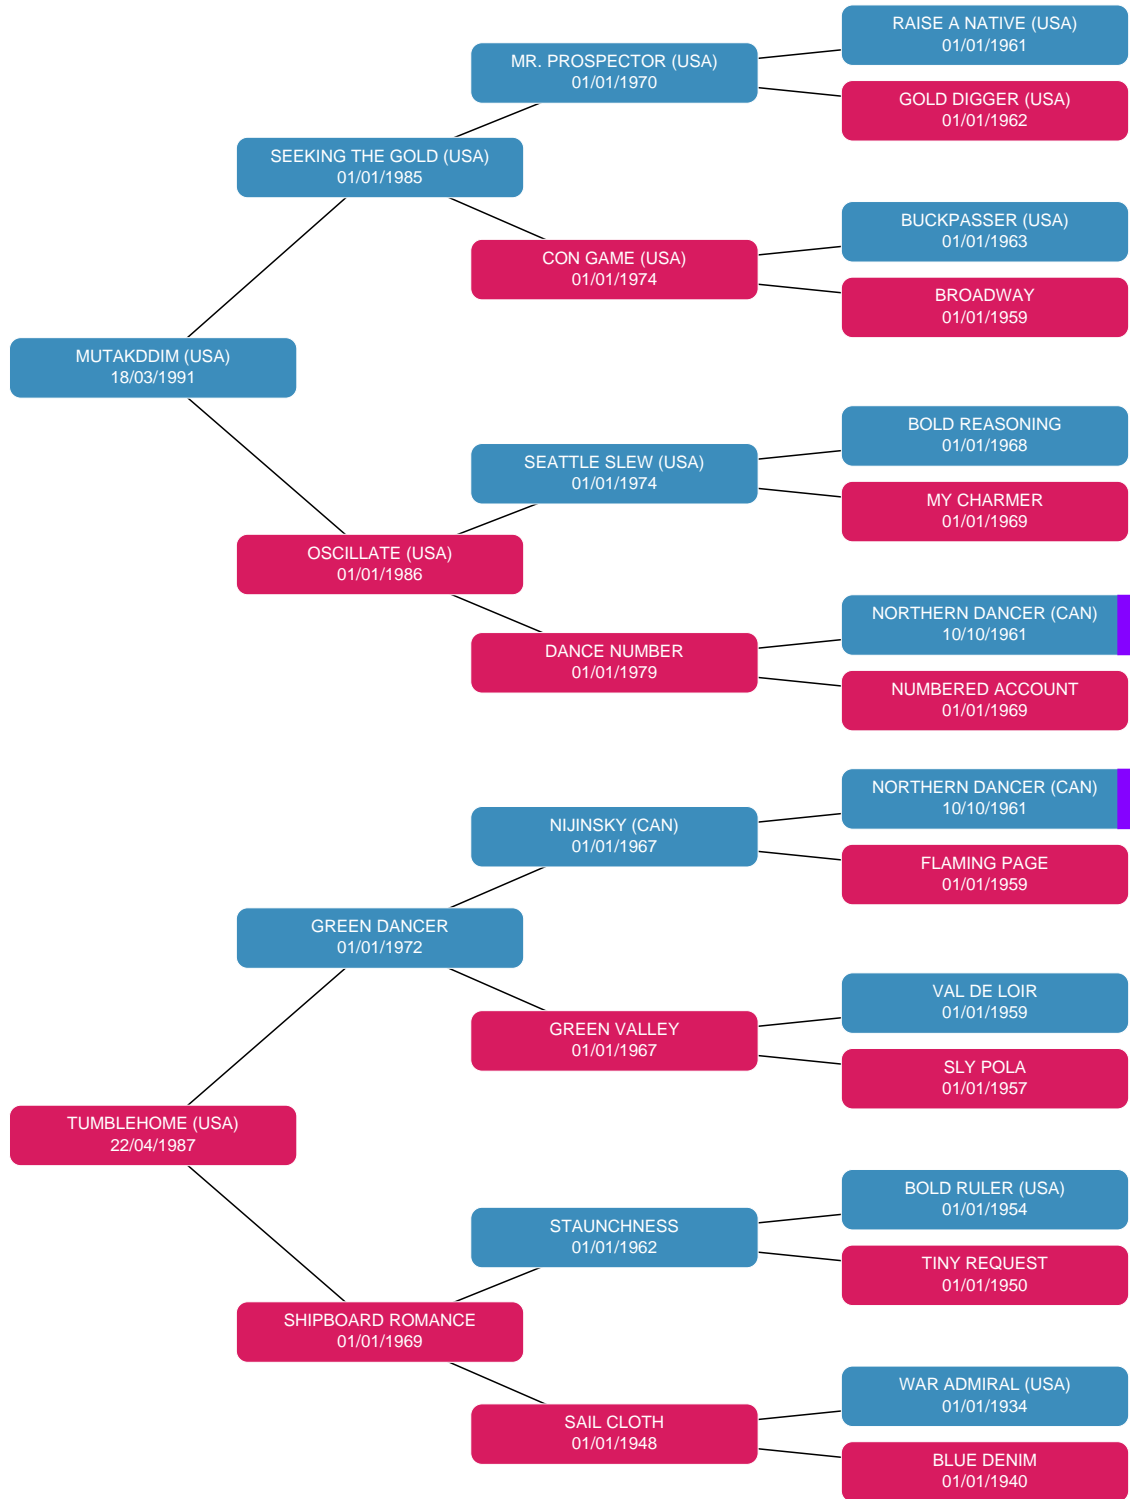 RAISE A NATIVE (USA)
01/01/1961
MR. PROSPECTOR (USA)
01/01/1970
GOLD DIGGER (USA)
01/01/1962
SEEKING THE GOLD (USA)
01/01/1985
BUCKPASSER (USA)
01/01/1963
CON GAME (USA)
01/01/1974
BROADWAY
01/01/1959
MUTAKDDIM (USA)
18/03/1991
BOLD REASONING
01/01/1968
SEATTLE SLEW (USA)
01/01/1974
MY CHARMER
01/01/1969
OSCILLATE (USA)
01/01/1986
NORTHERN DANCER (CAN)
10/10/1961
DANCE NUMBER
01/01/1979
NUMBERED ACCOUNT
01/01/1969
NORTHERN DANCER (CAN)
10/10/1961
NIJINSKY (CAN)
01/01/1967
FLAMING PAGE
01/01/1959
GREEN DANCER
01/01/1972
VAL DE LOIR
01/01/1959
GREEN VALLEY
01/01/1967
SLY POLA
01/01/1957
TUMBLEHOME (USA)
22/04/1987
BOLD RULER (USA)
01/01/1954
STAUNCHNESS
01/01/1962
TINY REQUEST
01/01/1950
SHIPBOARD ROMANCE
01/01/1969
WAR ADMIRAL (USA)
01/01/1934
SAIL CLOTH
01/01/1948
BLUE DENIM
01/01/1940